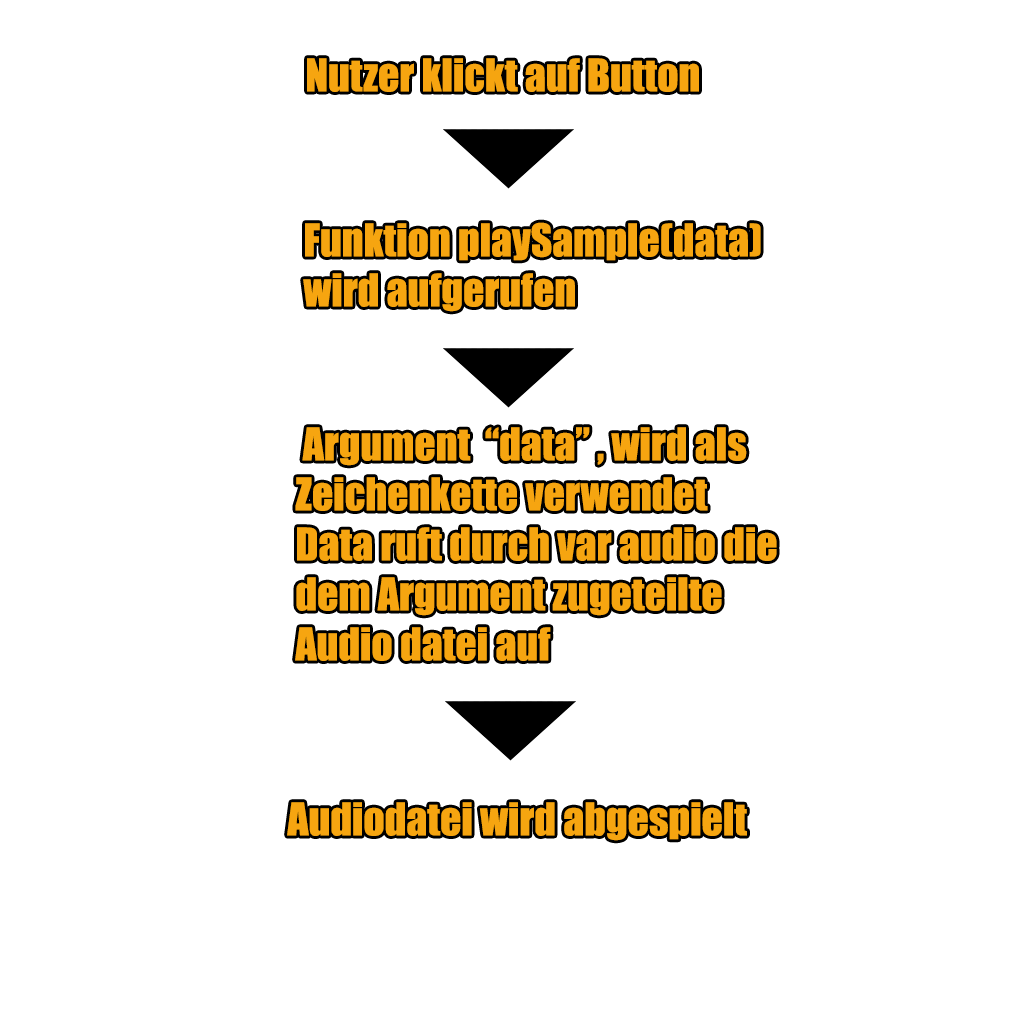 Nutzer klickt auf Button
Funktion playSample(data)
wird aufgerufen
Argument “data” , wird als
Zeichenkette verwendet
Data ruft durch var audio die
dem Argument zugeteilte
Audio datei auf
Audiodatei wird abgespielt